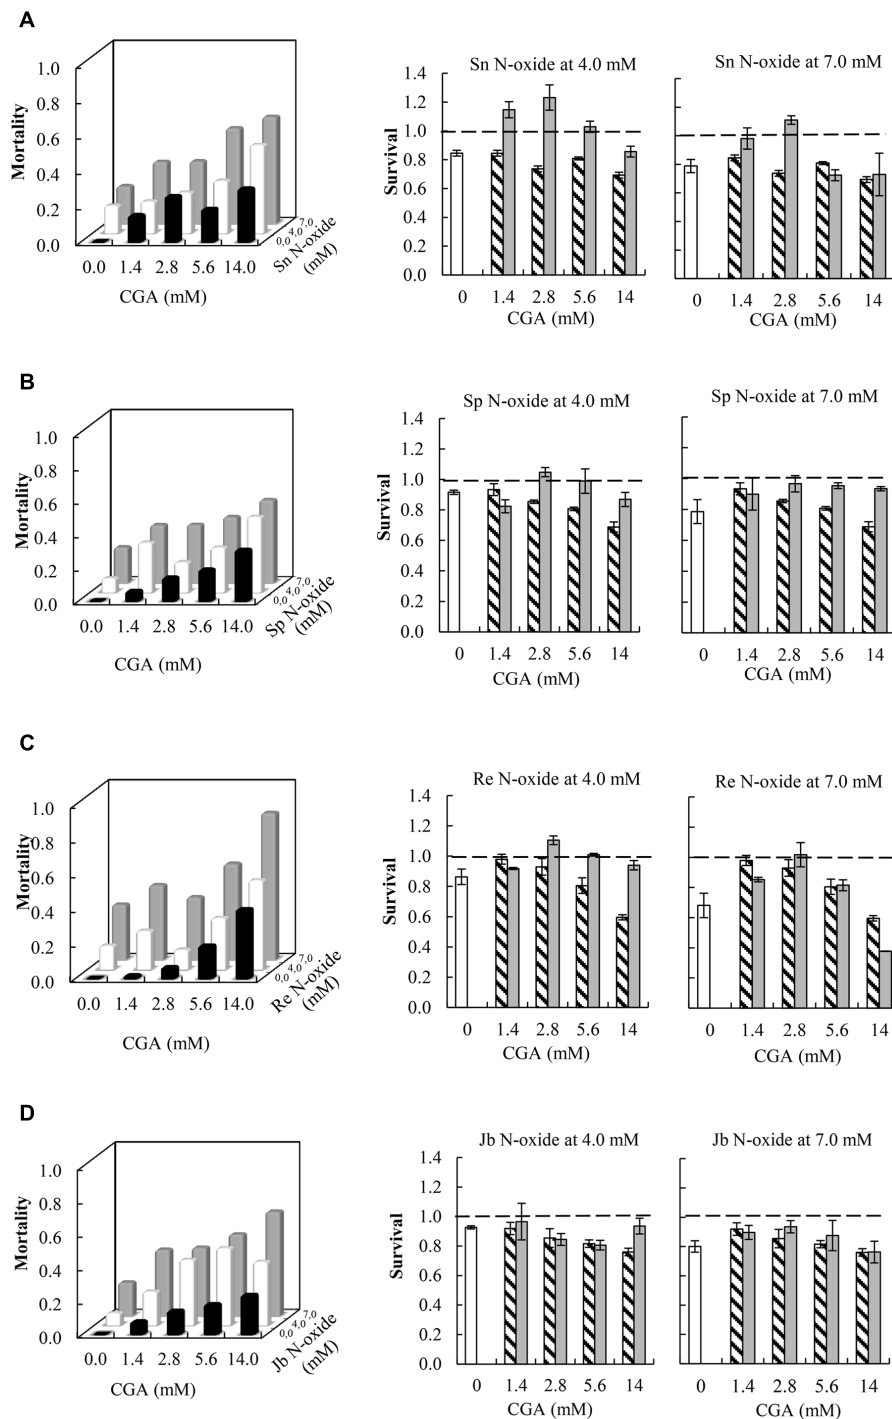 A
Sn N-oxide at 4.0 mM
Sn N-oxide at 7.0 mM
Mortality
1.0
0.8
0.6
0.4
0.2
0.0
0.0 1.4 2.8 5.6 14.0
CGA (mM)
0,0 4,0 7,0
Sn N-oxide
(mM)
Survival
1.4
1.2
1.0
0.8
0.6
0.4
0.2
0.0
0 1.4 2.8 5.6 14
CGA (mM)
0 1.4 2.8 5.6 14
CGA (mM)
B
Sp N-oxide at 4.0 mM
Sp N-oxide at 7.0 mM
Mortality
1.0
0.8
0.6
0.4
0.2
0.0
0.0 1.4 2.8 5.6 14.0
CGA (mM)
0,0 4,0 7,0
Sp N-oxide
(mM)
Survival
1.4
1.2
1.0
0.8
0.6
0.4
0.2
0.0
0 1.4 2.8 5.6 14
CGA (mM)
0 1.4 2.8 5.6 14
CGA (mM)
C
Re N-oxide at 4.0 mM
Re N-oxide at 7.0 mM
Mortality
1.0
0.8
0.6
0.4
0.2
0.0
0.0 1.4 2.8 5.6 14.0
CGA (mM)
0,0 4,0 7,0
Re N-oxide
(mM)
Survival
1.4
1.2
1.0
0.8
0.6
0.4
0.2
0.0
0 1.4 2.8 5.6 14
CGA (mM)
0 1.4 2.8 5.6 14
CGA (mM)
D
Jb N-oxide at 4.0 mM
Jb N-oxide at 7.0 mM
Mortality
1.0
0.8
0.6
0.4
0.2
0.0
0.0 1.4 2.8 5.6 14.0
CGA (mM)
0,0 4,0 7,0
Jb N-oxide
(mM)
Survival
1.4
1.2
1.0
0.8
0.6
0.4
0.2
0.0
0 1.4 2.8 5.6 14
CGA (mM)
0 1.4 2.8 5.6 14
CGA (mM)